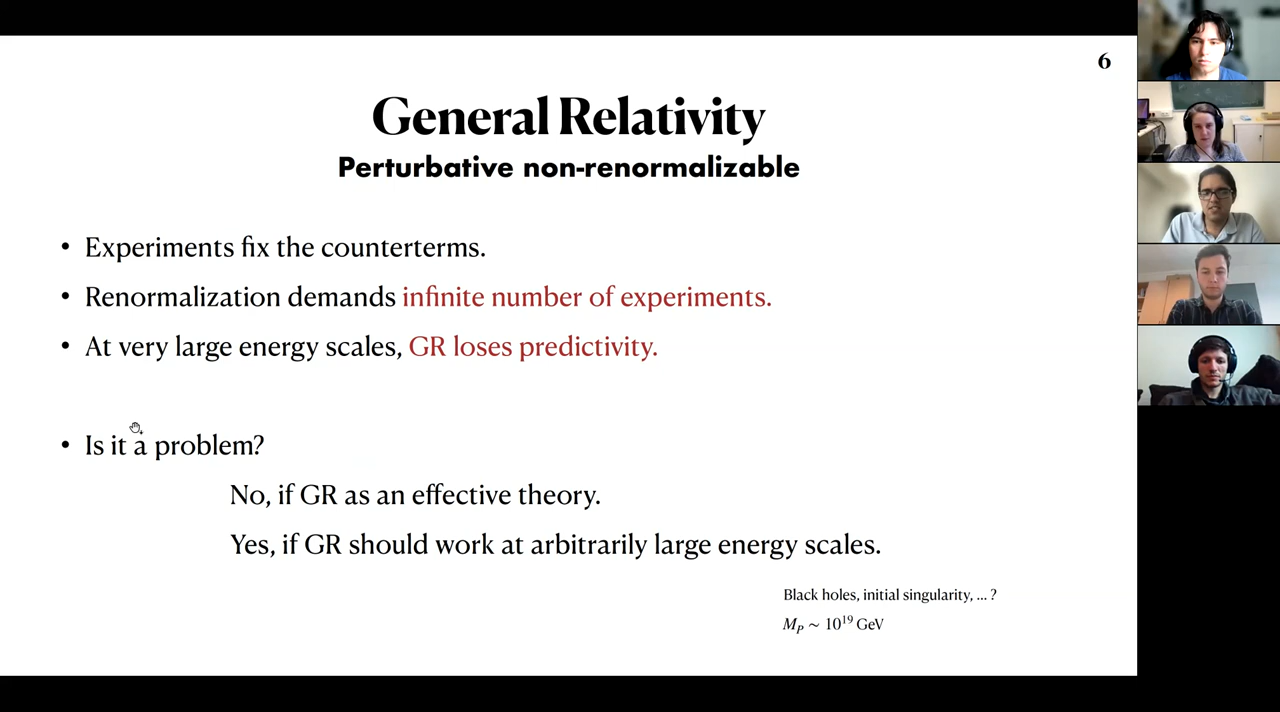 6
General Relativity
Perturbative non-renormalizable
• Experiments fix the counterterms.
• Renormalization demands infinite number of experiments.
• At very large energy scales, GR loses predictivity.
• Is it a problem?
No, if GR as an effective theory.
Yes, if GR should work at arbitrarily large energy scales.
Black holes, initial singularity, ... ?
M_P ∼ 10^19 GeV